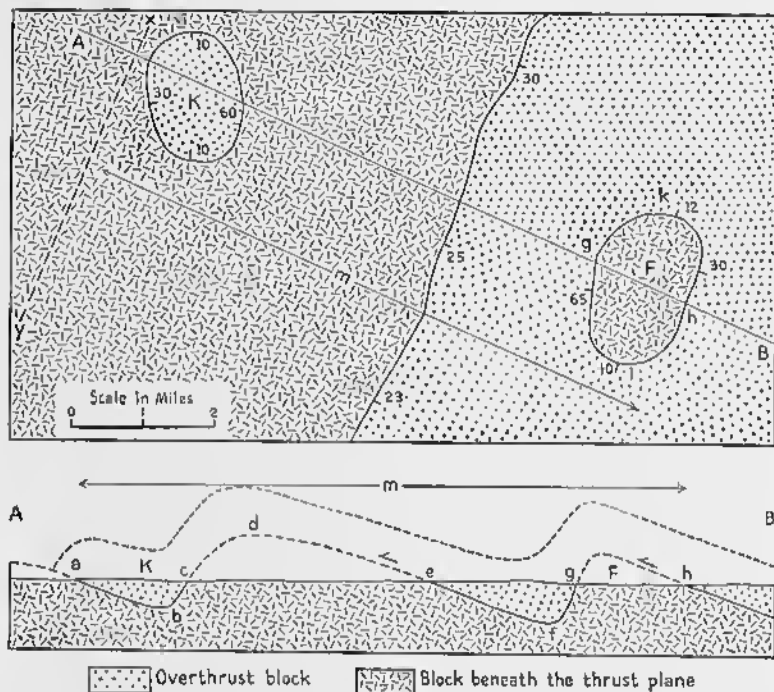 x
A
10
K
30
60
10
30
k
12
g
25
F
30
m
65
h
y
B
10
Scale in Miles
0 1 2
23
m
A
B
d
a
K
c
e
g
F
h
b
f
Overthrust block
Block beneath the thrust plane